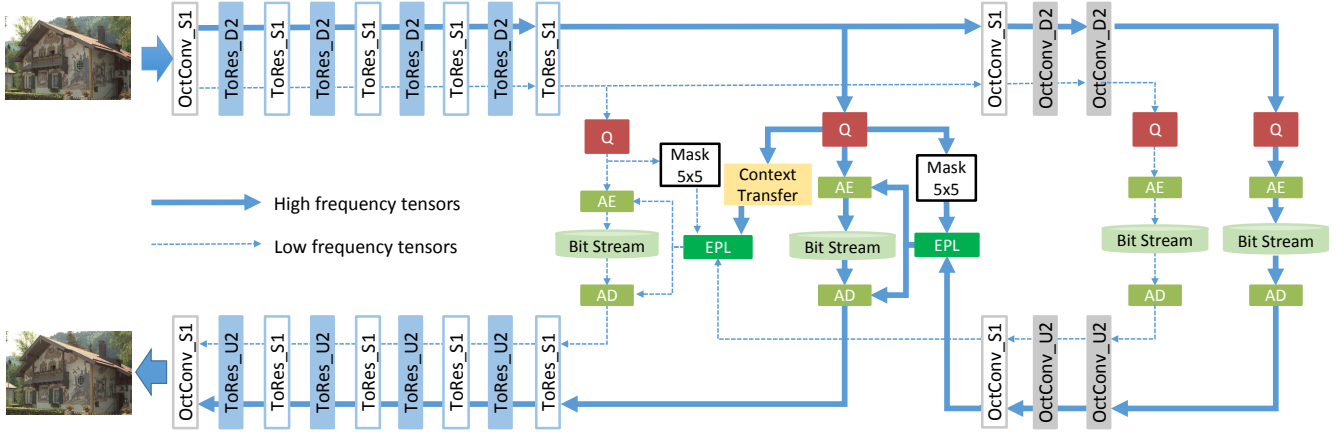 OctConv_S1
ToRes_D2
ToRes_S1
ToRes_D2
ToRes_S1
ToRes_D2
ToRes_S1
ToRes_D2
ToRes_S1
OctConv_S1
OctConv_D2
OctConv_D2
Q
Q
Q
Q
Mask
5x5
Context
Transfer
Mask
5x5
AE
AE
AE
AE
High frequency tensors
Low frequency tensors
Bit Stream
EPL
Bit Stream
EPL
Bit Stream
Bit Stream
AD
AD
AD
AD
OctConv_S1
ToRes_U2
ToRes_S1
ToRes_U2
ToRes_S1
ToRes_U2
ToRes_S1
ToRes_U2
ToRes_S1
OctConv_S1
OctConv_U2
OctConv_U2